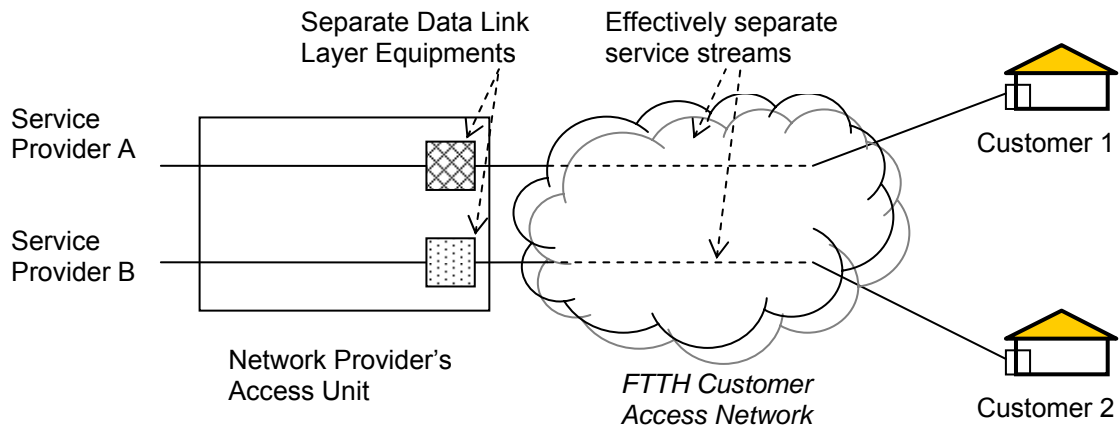 Separate Data Link
Layer Equipments
Effectively separate
service streams
Service
Provider A
Customer 1
Service
Provider B
Network Provider's
Access Unit
FTTH Customer
Access Network
Customer 2